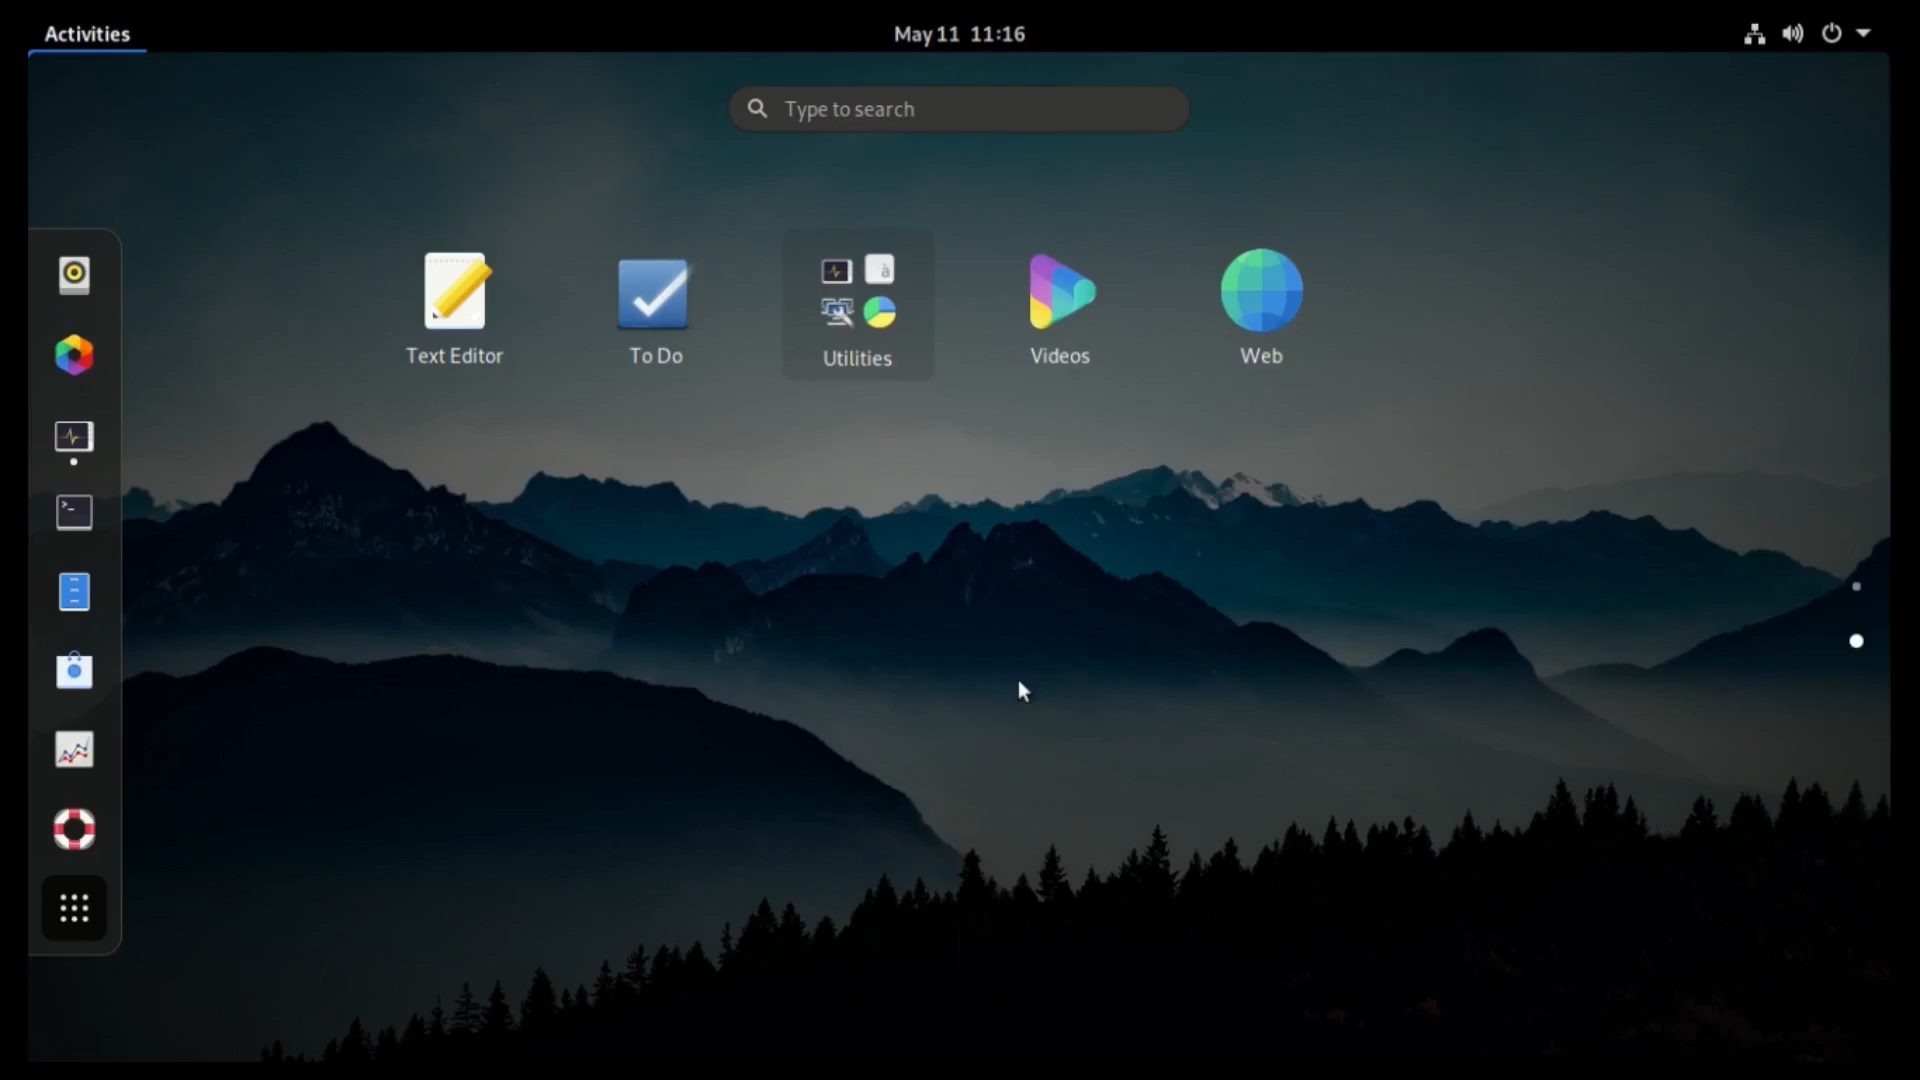 Activities
May 11 11:16
Type to search
Text Editor
To Do
Utilities
Videos
Web